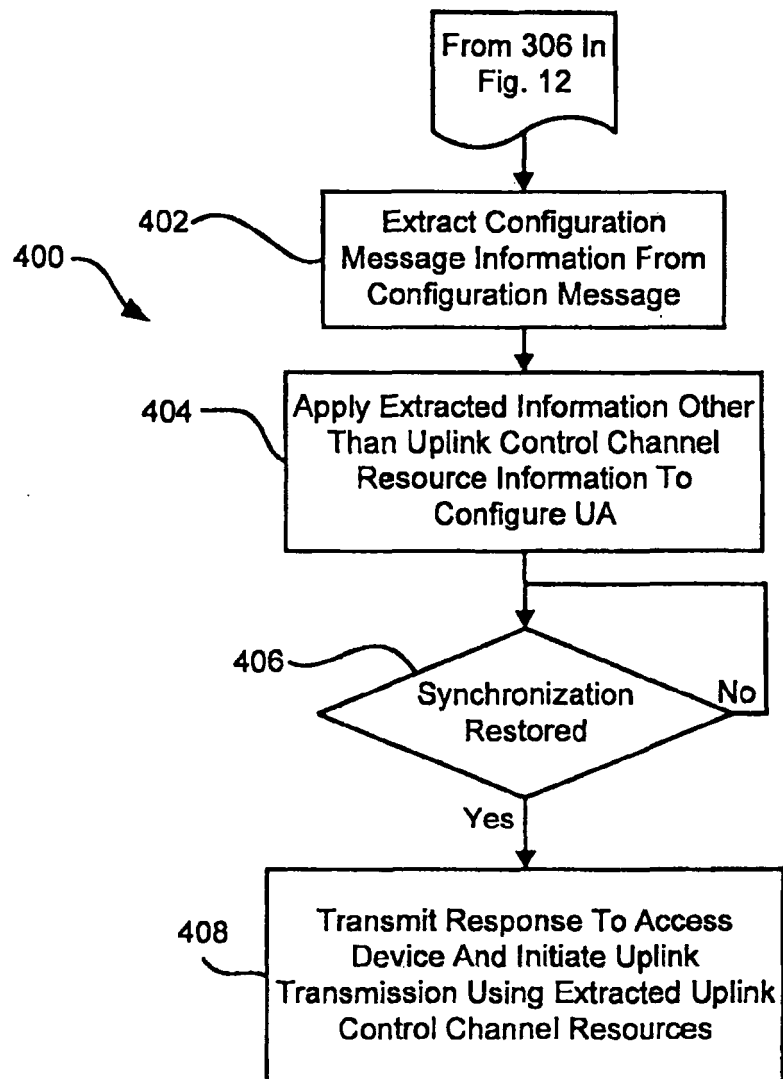 From 306 In
Fig. 12
402
Extract Configuration
Message Information From
Configuration Message
400
404
Apply Extracted Information Other
Than Uplink Control Channel
Resource Information To
Configure UA
406
Synchronization
Restored
No
Yes
408
Transmit Response To Access
Device And Initiate Uplink
Transmission Using Extracted Uplink
Control Channel Resources